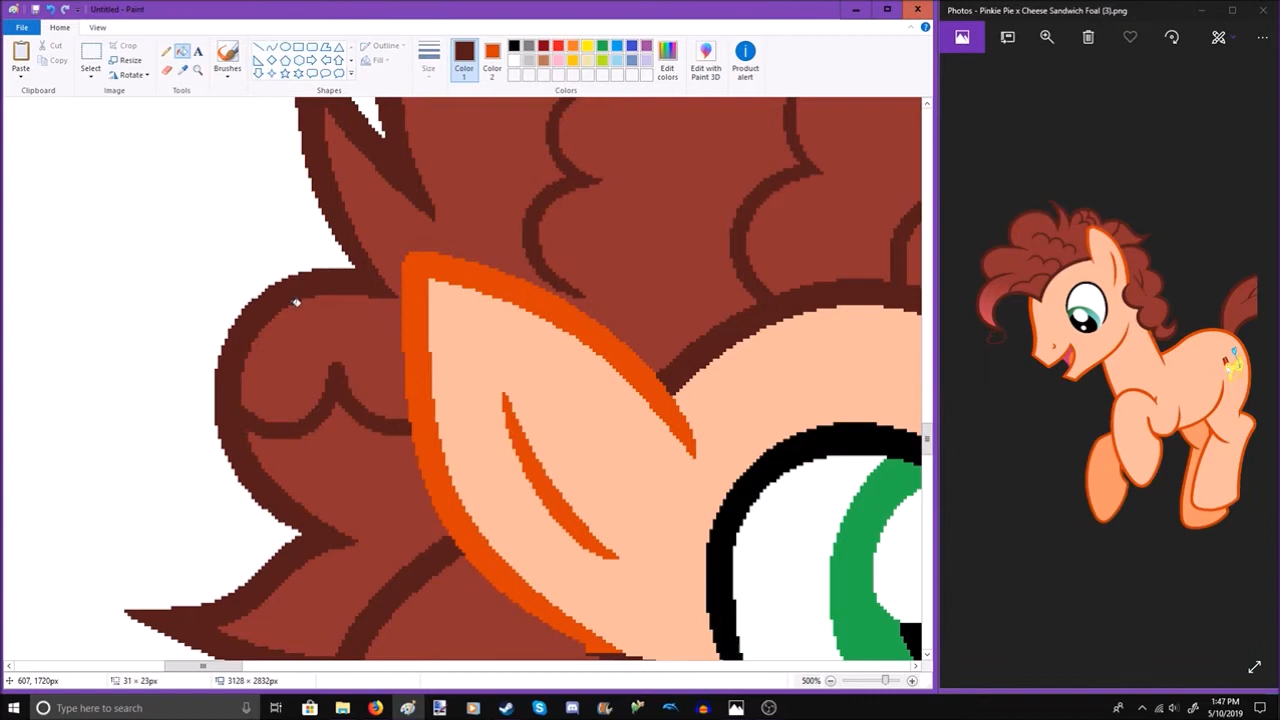 Untitled - Paint
Photos - Pinkie Pie x Cheese Sandwich Foal (3).png
File
Home
View
Paste
Cut
Copy
Clipboard
Select
Crop
Resize
Rotate
Image
A
Tools
Brushes
Outline
Fill
Shapes
Size
Color
1
Color
2
Edit
colors
Colors
Edit with
Paint 3D
Product
alert
607, 1720px
31 × 23px
3128 × 2832px
500%
Type here to search
1:47 PM
5/10/2019